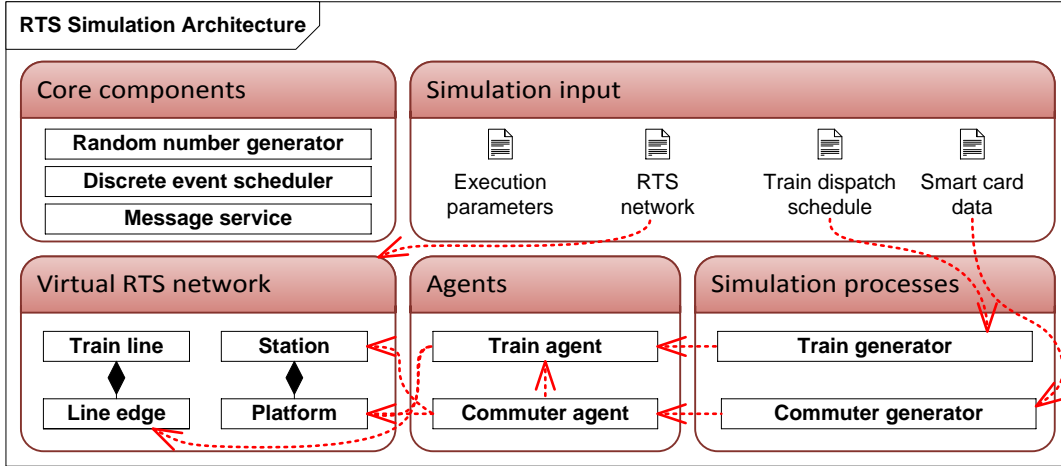 RTS Simulation Architecture
Core components
Random number generator
Discrete event scheduler
Message service
Simulation input
Execution
parameters
RTS
network
Train dispatch
schedule
Smart card
data
Virtual RTS network
Train line
Station
Line edge
Platform
Agents
Train agent
Commuter agent
Simulation processes
Train generator
Commuter generator